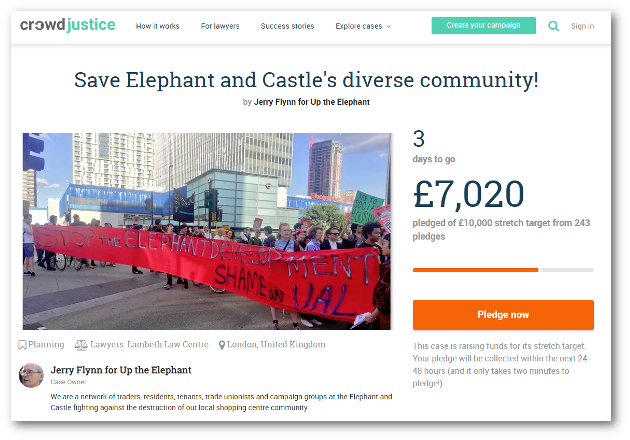 crowdjustice
How it works
For lawyers
Success stories
Explore cases
Create your campaign
Sign in
Save Elephant and Castle's diverse community!
by Jerry Flynn for Up the Elephant
STOP THE ELEPHANT DEVELOPMENT
SHAME ON UAL
3
days to go
£7,020
pledged of £10,000 stretch target from 243
pledges
Pledge now
This case is raising funds for its stretch target.
Your pledge will be collected within the next 24-
48 hours (and it only takes two minutes to
pledge!)
Planning
Lawyers, Lambeth Law Centre
London, United Kingdom
Jerry Flynn for Up the Elephant
Case Owner
We are a network of traders, residents, tenants, trade unionists and campaign groups at the Elephant and
Castle fighting against the destruction of our local shopping centre community.